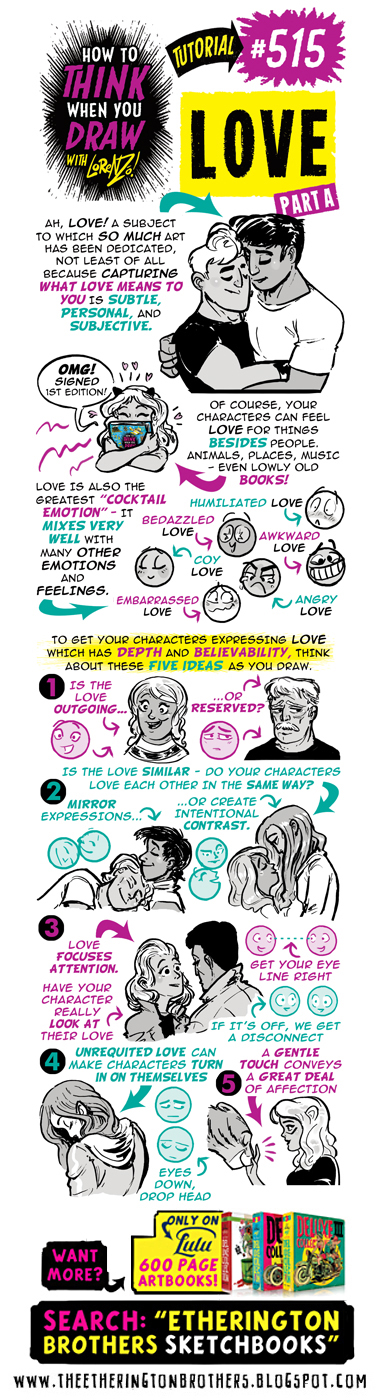 HOW TO
THINK
WHEN YOU
DRAW
WITH LORENZO!
TUTORIAL
#515
LOVE
PART A
AH, LOVE! A SUBJECT
TO WHICH SO MUCH ART
HAS BEEN DEDICATED,
NOT LEAST OF ALL
BECAUSE CAPTURING
WHAT LOVE MEANS TO
YOU IS SUBTLE,
PERSONAL, AND
SUBJECTIVE.
OMG!
SIGNED
1ST EDITION!
OF COURSE, YOUR
CHARACTERS CAN FEEL
LOVE FOR THINGS
BESIDES PEOPLE.
ANIMALS, PLACES, MUSIC
- EVEN LOWLY OLD
BOOKS!
LOVE IS ALSO THE
GREATEST "COCKTAIL
EMOTION" - IT
MIXES VERY
WELL WITH
MANY OTHER
EMOTIONS
AND
FEELINGS.
HUMILIATED LOVE
BEDAZZLED
LOVE
AWKWARD
LOVE
COY
LOVE
EMBARRASSED
LOVE
ANGRY
LOVE
TO GET YOUR CHARACTERS EXPRESSING LOVE
WHICH HAS DEPTH AND BELIEVABILITY, THINK
ABOUT THESE FIVE IDEAS AS YOU DRAW.
1
IS THE
LOVE
OUTGOING...
...OR
RESERVED?
2
IS THE LOVE SIMILAR - DO YOUR CHARACTERS
LOVE EACH OTHER IN THE SAME WAY?
MIRROR
EXPRESSIONS...
...OR CREATE
INTENTIONAL
CONTRAST.
3
LOVE
FOCUSES
ATTENTION.
HAVE YOUR
CHARACTER
REALLY
LOOK AT
THEIR LOVE
GET YOUR EYE
LINE RIGHT
IF IT'S OFF, WE GET
A DISCONNECT
4
UNREQUITED LOVE CAN
MAKE CHARACTERS TURN
IN ON THEMSELVES
EYES
DOWN,
DROP HEAD
5
A GENTLE
TOUCH CONVEYS
A GREAT DEAL
OF AFFECTION
WANT
MORE?
ONLY ON
Lulu
600 PAGE
ARTBOOKS!
DELUXE
SEARCH: "ETHERINGTON
BROTHERS SKETCHBOOKS"
WWW.THEETHERINGTONBROTHERS.BLOGSPOT.COM